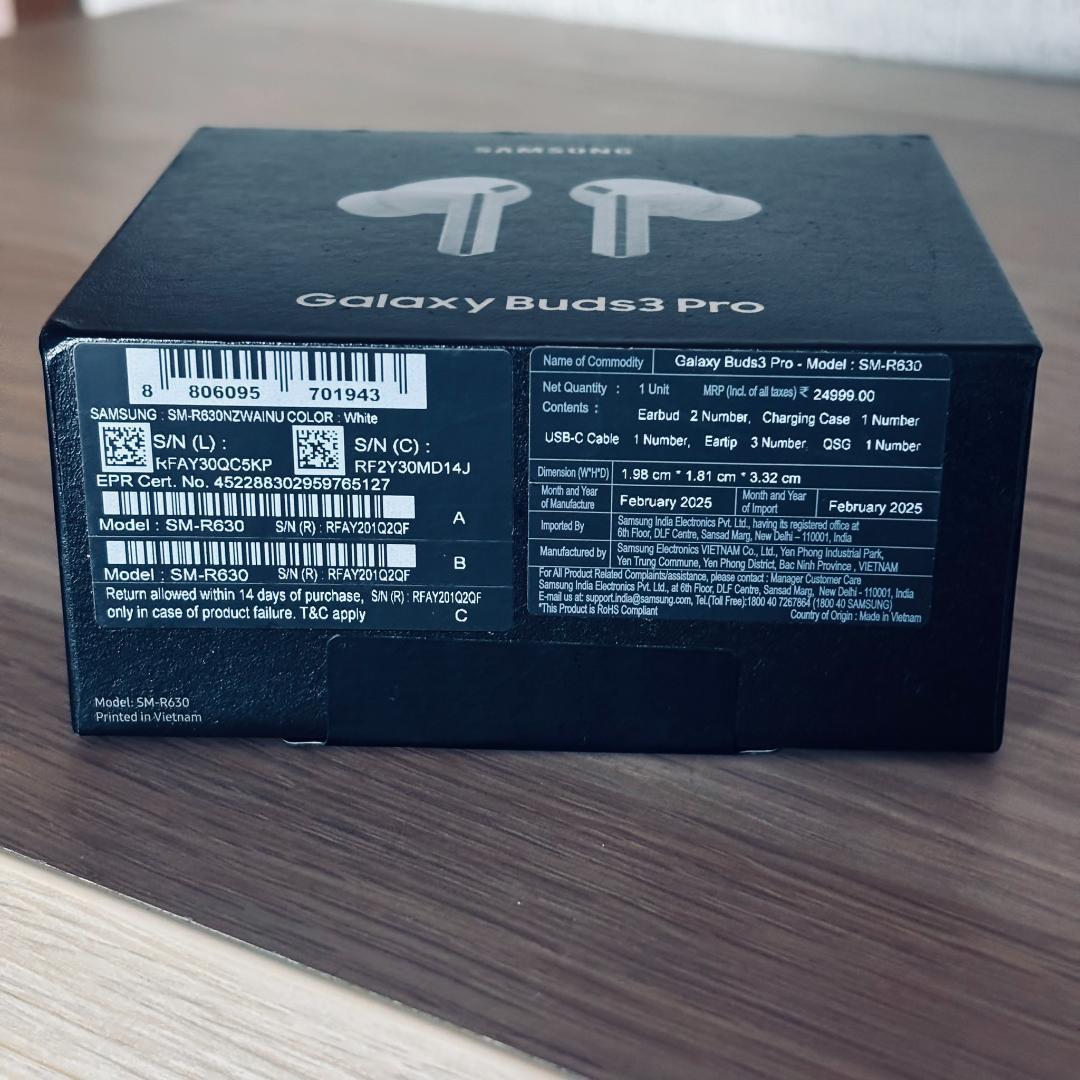 SAMSUNG
Galaxy Buds3 Pro
8 806095 701943
SAMSUNG : SM-R630NZWAINU COLOR : White
S/N (L) :
RFAY30QC5KP
S/N (C) :
RF2Y30MD14J
EPR Cert. No. 452288302959765127
Model : SM-R630 S/N (R) : RFAY201Q2QF A
Model : SM-R630 S/N (R) : RFAY201Q2QF B
Return allowed within 14 days of purchase, S/N (R) : RFAY201Q2QF
only in case of product failure. T&C apply C
Name of Commodity Galaxy Buds3 Pro - Model : SM-R630
Net Quantity : 1 Unit MRP (Incl. of all taxes) - ₹ 24999.00
Contents : Earbud 2 Number, Charging Case 1 Number
USB-C Cable 1 Number, Eartip 3 Number, QSG 1 Number
Dimension (W*H*D) 1.98 cm * 1.81 cm * 3.32 cm
Month and Year
of Manufacture
February 2025
Month and Year
of Import
February 2025
Imported By
Samsung India Electronics Pvt. Ltd., having its registered office at
6th Floor, DLF Centre, Sansad Marg, New Delhi – 110001, India
Manufactured by
Samsung Electronics VIETNAM Co., Ltd., Yen Phong Industrial Park,
Yen Trung Commune, Yen Phong District, Bac Ninh Province , VIETNAM
For All Product Related Complaints/assistance, please contact : Manager Customer Care
Samsung India Electronics Pvt. Ltd., at 6th Floor, DLF Centre, Sansad Marg, New Delhi - 110001, India
E-mail us at: support.india@samsung.com, Tel.(Toll Free):1800 40 7267864 (1800 40 SAMSUNG)
*This Product is RoHS Compliant
Country of Origin : Made in Vietnam
Model: SM-R630
Printed in Vietnam